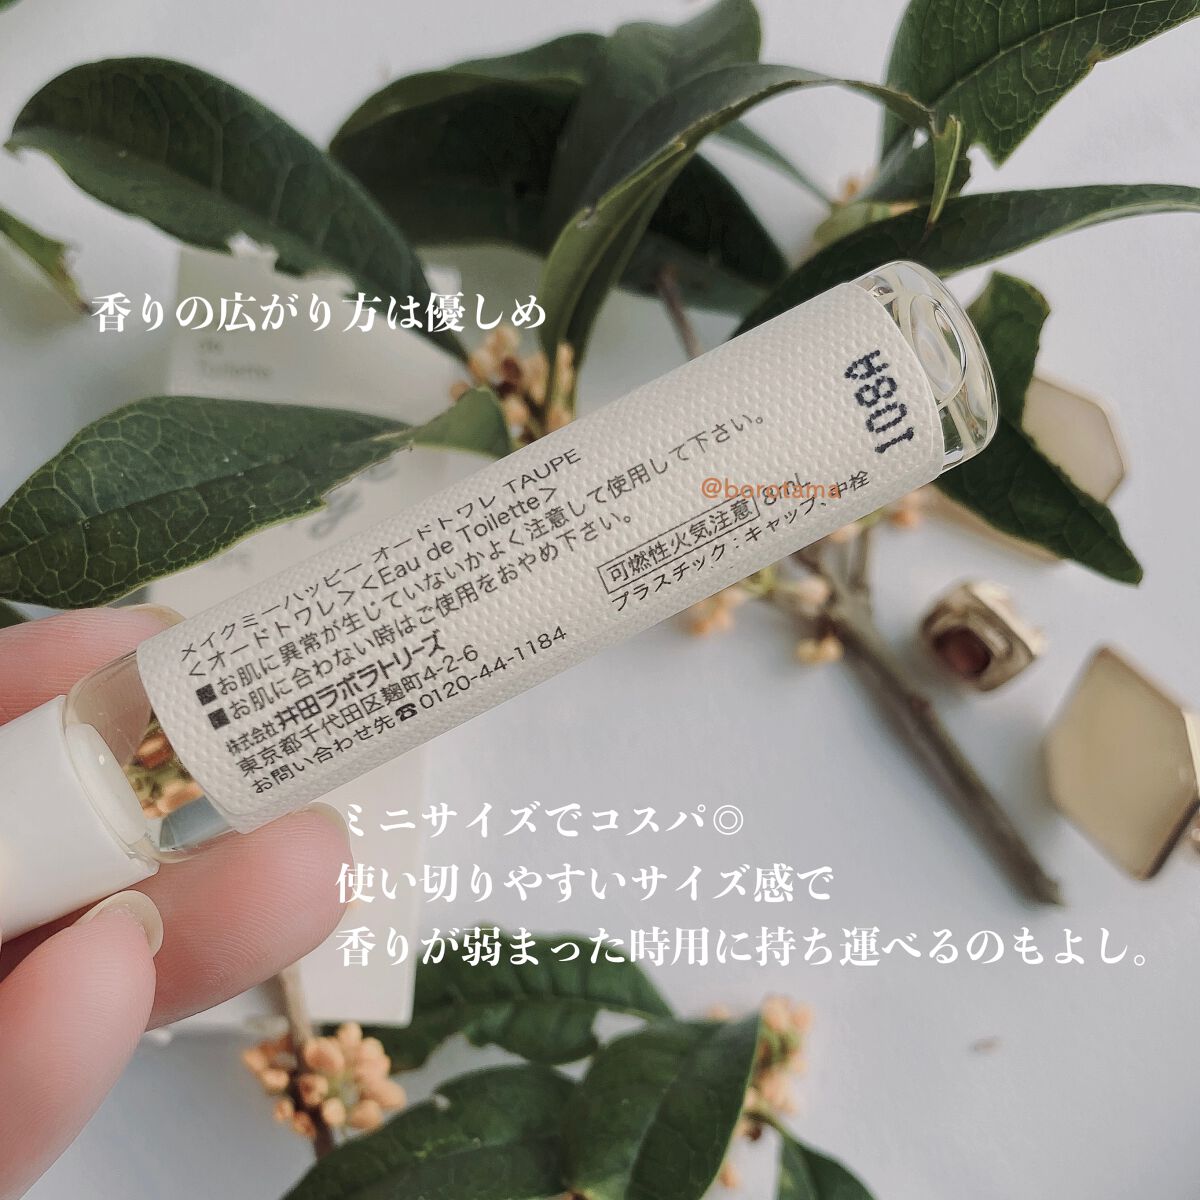 香りの広がり方は優しめ
de
Toilette
メイクミーハッピー オードトワレ TAUPE
<オードトワレ><Eau de Toilette>
■お肌に異常が生じていないかよく注意して使用して下さい。
■お肌に合わない時はご使用をおやめ下さい。
株式会社 井田ラボラトリーズ
東京都千代田区麹町4-2-6
お問い合わせ先☎0120-44-1184
可燃性火気注意 8mL
プラスチック:キャップ、中栓
@bororama
108A
ミニサイズでコスパ◎
使い切りやすいサイズ感で
香りが弱まった時用に持ち運べるのもよし。